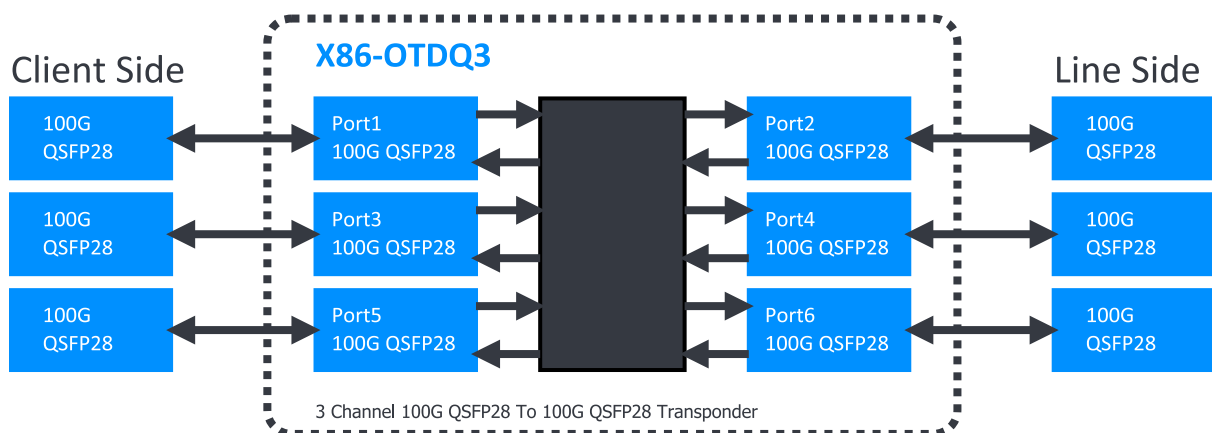 X86-OTDQ3
Client Side
Line Side
100G
QSFP28
Port1
100G QSFP28
Port2
100G QSFP28
100G
QSFP28
100G
QSFP28
Port3
100G QSFP28
Port4
100G QSFP28
100G
QSFP28
100G
QSFP28
Port5
100G QSFP28
Port6
100G QSFP28
100G
QSFP28
3 Channel 100G QSFP28 To 100G QSFP28 Transponder